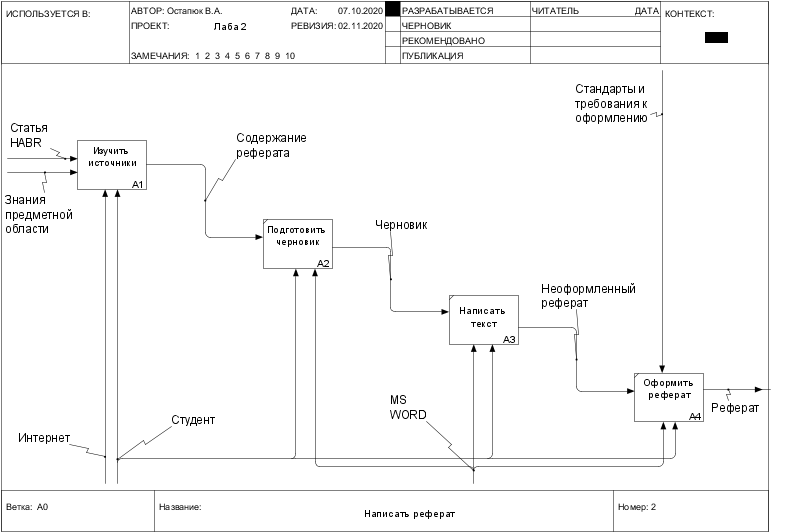 ИСПОЛЬЗУЕТСЯ В:
АВТОР: Остапюк В.А.
ДАТА: 07.10.2020
РАЗРАБАТЫВАЕТСЯ
ЧИТАТЕЛЬ
ДАТА
КОНТЕКСТ:
ПРОЕКТ: Лаба 2
РЕВИЗИЯ: 02.11.2020
ЧЕРНОВИК
РЕКОМЕНДОВАНО
ЗАМЕЧАНИЯ: 1 2 3 4 5 6 7 8 9 10
ПУБЛИКАЦИЯ
Стандарты и
требования к
оформлению
Статья
HABR
Изучить
источники
A1
Содержание
реферата
Знания
предметной
области
Подготовить
черновик
A2
Черновик
Неоформленный
реферат
Написать
текст
A3
Оформить
реферат
A4
Реферат
MS
WORD
Студент
Интернет
Ветка: A0
Название:
Написать реферат
Номер: 2